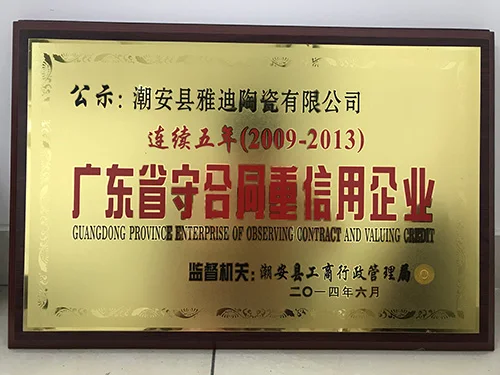 公示：潮安县雅迪陶瓷有限公司
连续五年(2009-2013)
广东省守合同重信用企业
GUANGDONG PROVINCE ENTERPRISE OF OBSERVING CONTRACT AND VALUING CREDIT
监督机关：潮安县工商行政管理局
二〇一四年六月